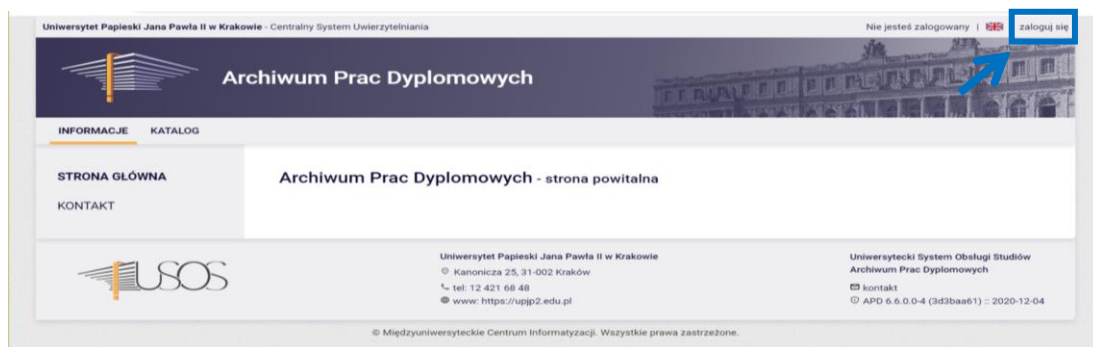 Uniwersytet Papieski Jana Pawła II w Krakowie - Centralny System Uwierzytelniania
Nie jesteś zalogowany | zaloguj się
Archiwum Prac Dyplomowych
INFORMACJE KATALOG
STRONA GŁÓWNA
KONTAKT
Archiwum Prac Dyplomowych - strona powitalna
USOS
Uniwersytet Papieski Jana Pawła II w Krakowie
Kanonicza 25, 31-002 Kraków
tel: 12 421 68 48
www: https://upjp2.edu.pl
Uniwersytecki System Obsługi Studiów
Archiwum Prac Dyplomowych
kontakt
APD 6.6.0.0-4 (3d3baa61) :: 2020-12-04
© Międzyuniwersyteckie Centrum Informatyzacji. Wszystkie prawa zastrzeżone.